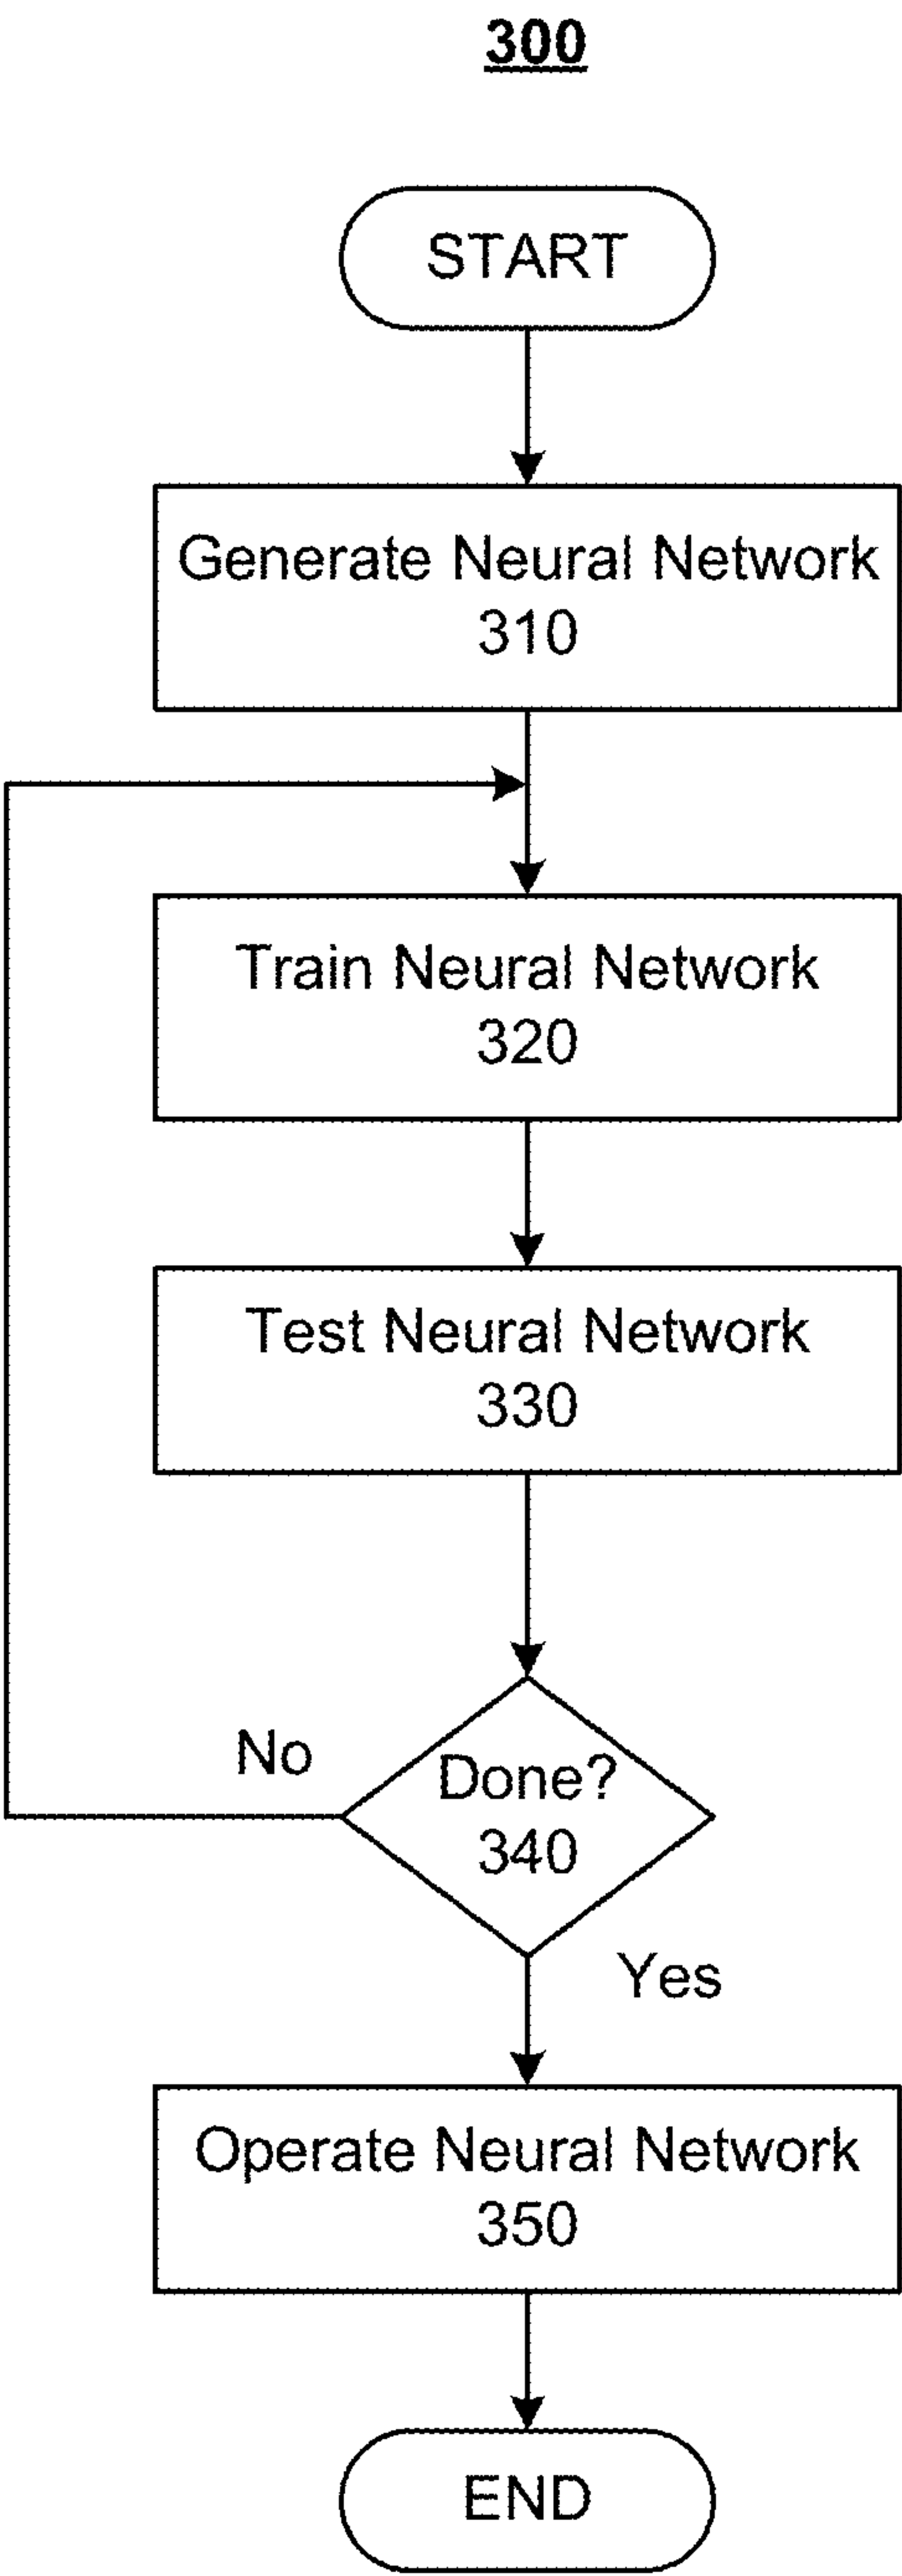 300
START
Generate Neural Network
310
Train Neural Network
320
Test Neural Network
330
No
Done?
340
Yes
Operate Neural Network
350
END